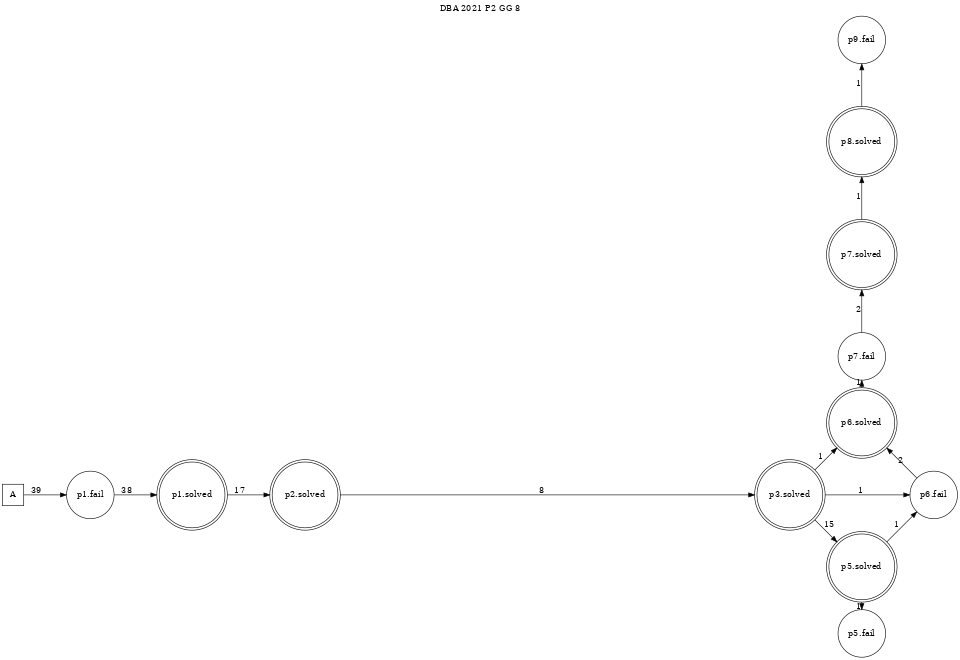 DBA 2021 P2 GG 8
p9.fail
1
p8.solved
1
p7.solved
2
p7.fail
1
p6.solved
1
2
A
39
p1.fail
38
p1.solved
17
p2.solved
8
p3.solved
1
p6.fail
15
1
p5.solved
1
p5.fail